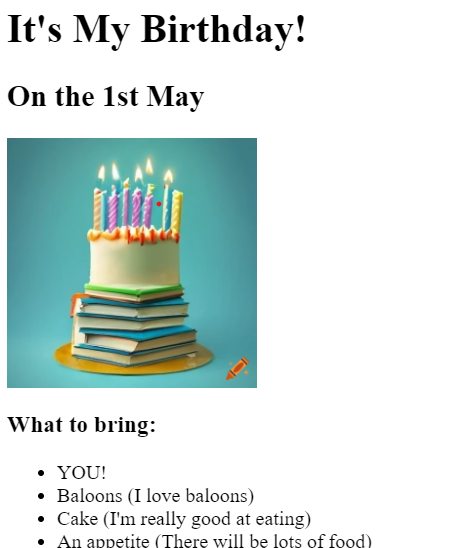 It's My Birthday!
On the 1st May
What to bring:
YOU!
Baloons (I love baloons)
Cake (I'm really good at eating)
An appetite (There will be lots of food)